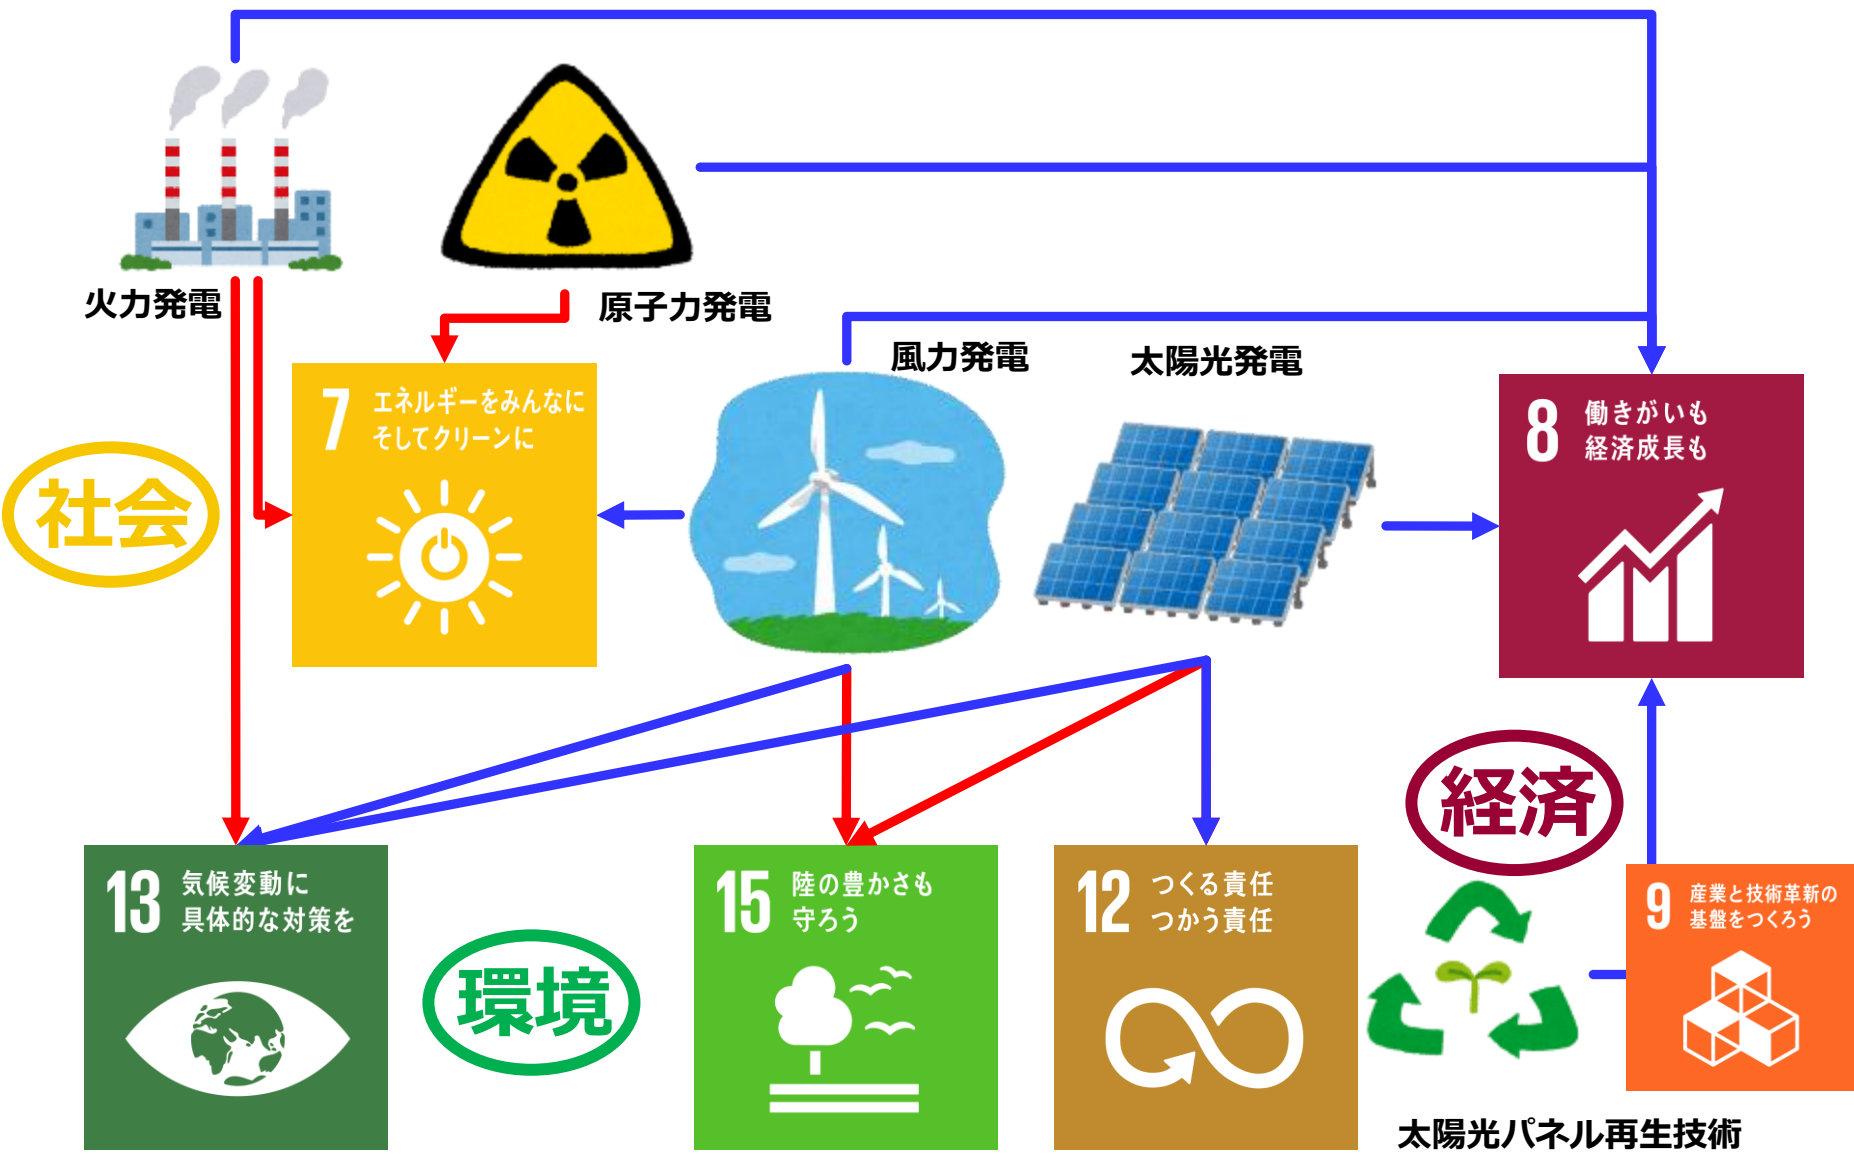 火力発電
原子力発電
風力発電
太陽光発電
7
エネルギーをみんなに
そしてクリーンに
8
働きがいも
経済成長も
社会
経済
13
気候変動に
具体的な対策を
環境
15
陸の豊かさも
守ろう
12
つくる責任
つかう責任
9
産業と技術革新の
基盤をつくろう
太陽光パネル再生技術